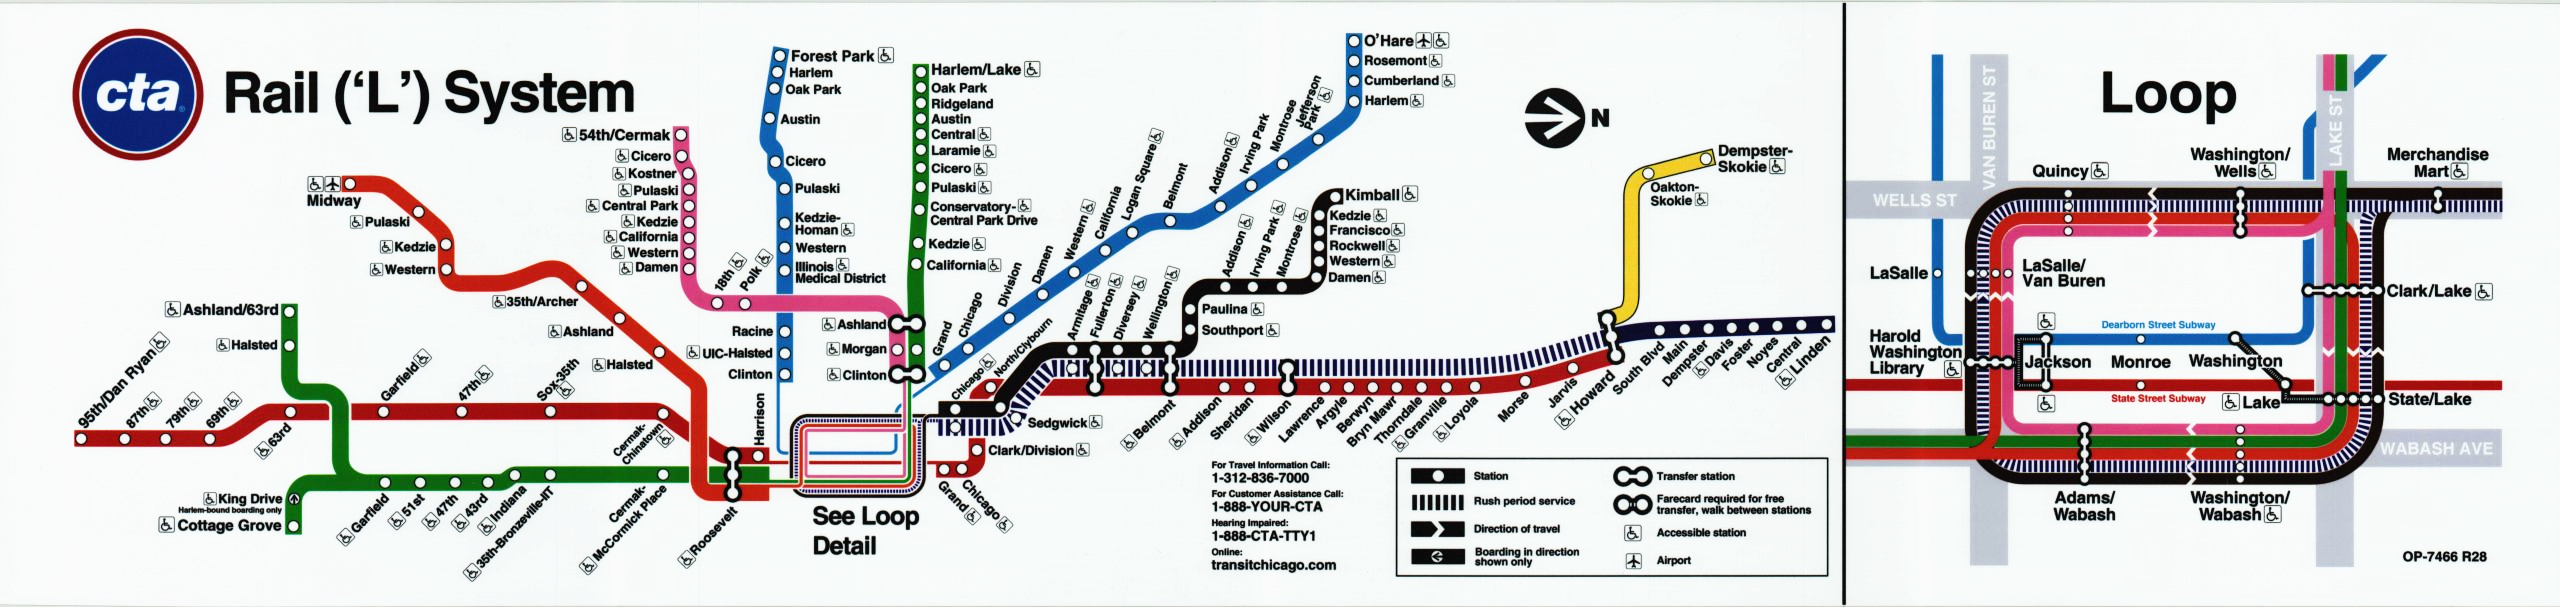 cta
Rail (‘L’) System
Forest Park
Harlem
Oak Park
Austin
Cicero
Pulaski
Kedzie-
Homan
Western
Illinois
Medical District
Racine
UIC-Halsted
Clinton
Harlem/Lake
Oak Park
Ridgeland
Austin
Central
Laramie
Cicero
Pulaski
Conservatory-
Central Park Drive
Kedzie
California
Ashland
Morgan
Clinton
54th/Cermak
Cicero
Kostner
Pulaski
Central Park
Kedzie
California
Western
Damen
18th
Polk
Midway
Pulaski
Kedzie
Western
35th/Archer
Ashland
Halsted
Ashland/63rd
Halsted
95th/Dan Ryan
87th
79th
69th
63rd
Garfield
47th
Sox-35th
Cermak-
Chinatown
King Drive
Harlem-bound boarding only
Cottage Grove
Garfield
51st
47th
43rd
Indiana
35th-Bronzeville-IIT
Cermak-
McCormick Place
Roosevelt
Harrison
See Loop
Detail
Grand
Chicago
Division
Damen
Western
California
Logan Square
Belmont
Addison
Irving Park
Montrose
Jefferson
Park
O’Hare
Rosemont
Cumberland
Harlem
Chicago
North/Clybourn
Sedgwick
Clark/Division
Grand
Chicago
Armitage
Fullerton
Diversey
Wellington
Southport
Paulina
Addison
Irving Park
Montrose
Kimball
Kedzie
Francisco
Rockwell
Western
Damen
Belmont
Addison
Sheridan
Wilson
Lawrence
Argyle
Berwyn
Bryn Mawr
Thorndale
Granville
Loyola
Morse
Jarvis
Howard
N
Dempster-
Skokie
Oakton-
Skokie
South Blvd
Main
Dempster
Davis
Foster
Noyes
Central
Linden
For Travel Information Call:
1-312-836-7000
For Customer Assistance Call:
1-888-YOUR-CTA
Hearing Impaired:
1-888-CTA-TTY1
Online:
transitchicago.com
Station
Rush period service
Direction of travel
Boarding in direction
shown only
Transfer station
Farecard required for free
transfer, walk between stations
Accessible station
Airport
Loop
VAN BUREN ST
LAKE ST
WELLS ST
WABASH AVE
Quincy
Washington/
Wells
Merchandise
Mart
LaSalle
LaSalle/
Van Buren
Clark/Lake
Harold
Washington
Library
Dearborn Street Subway
Jackson
Monroe
Washington
State Street Subway
Lake
State/Lake
Adams/
Wabash
Washington/
Wabash
OP-7466 R28